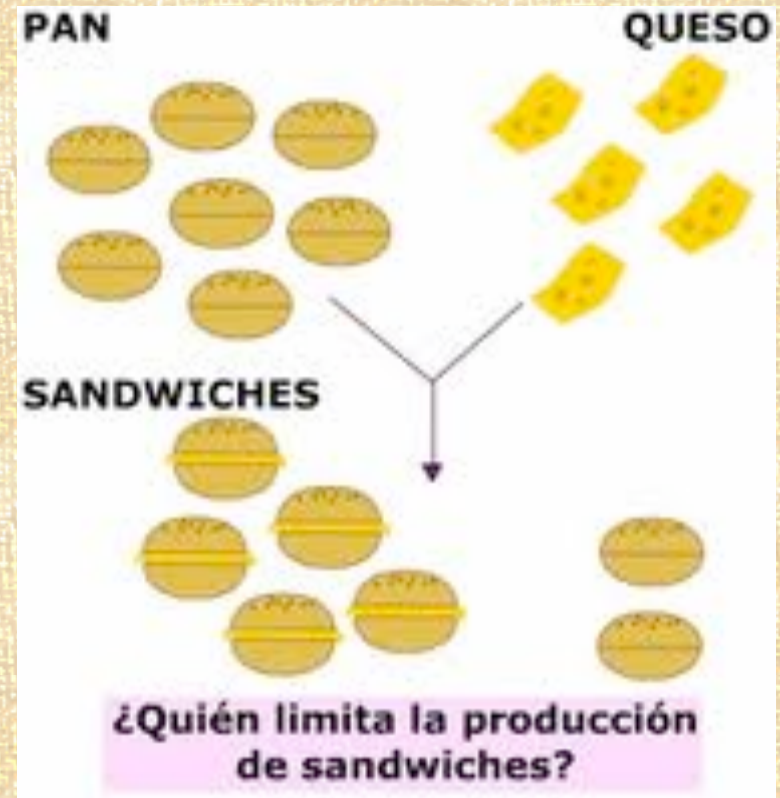 PAN
QUESO
SANDWICHES
¿Quién limita la producción
de sandwiches?